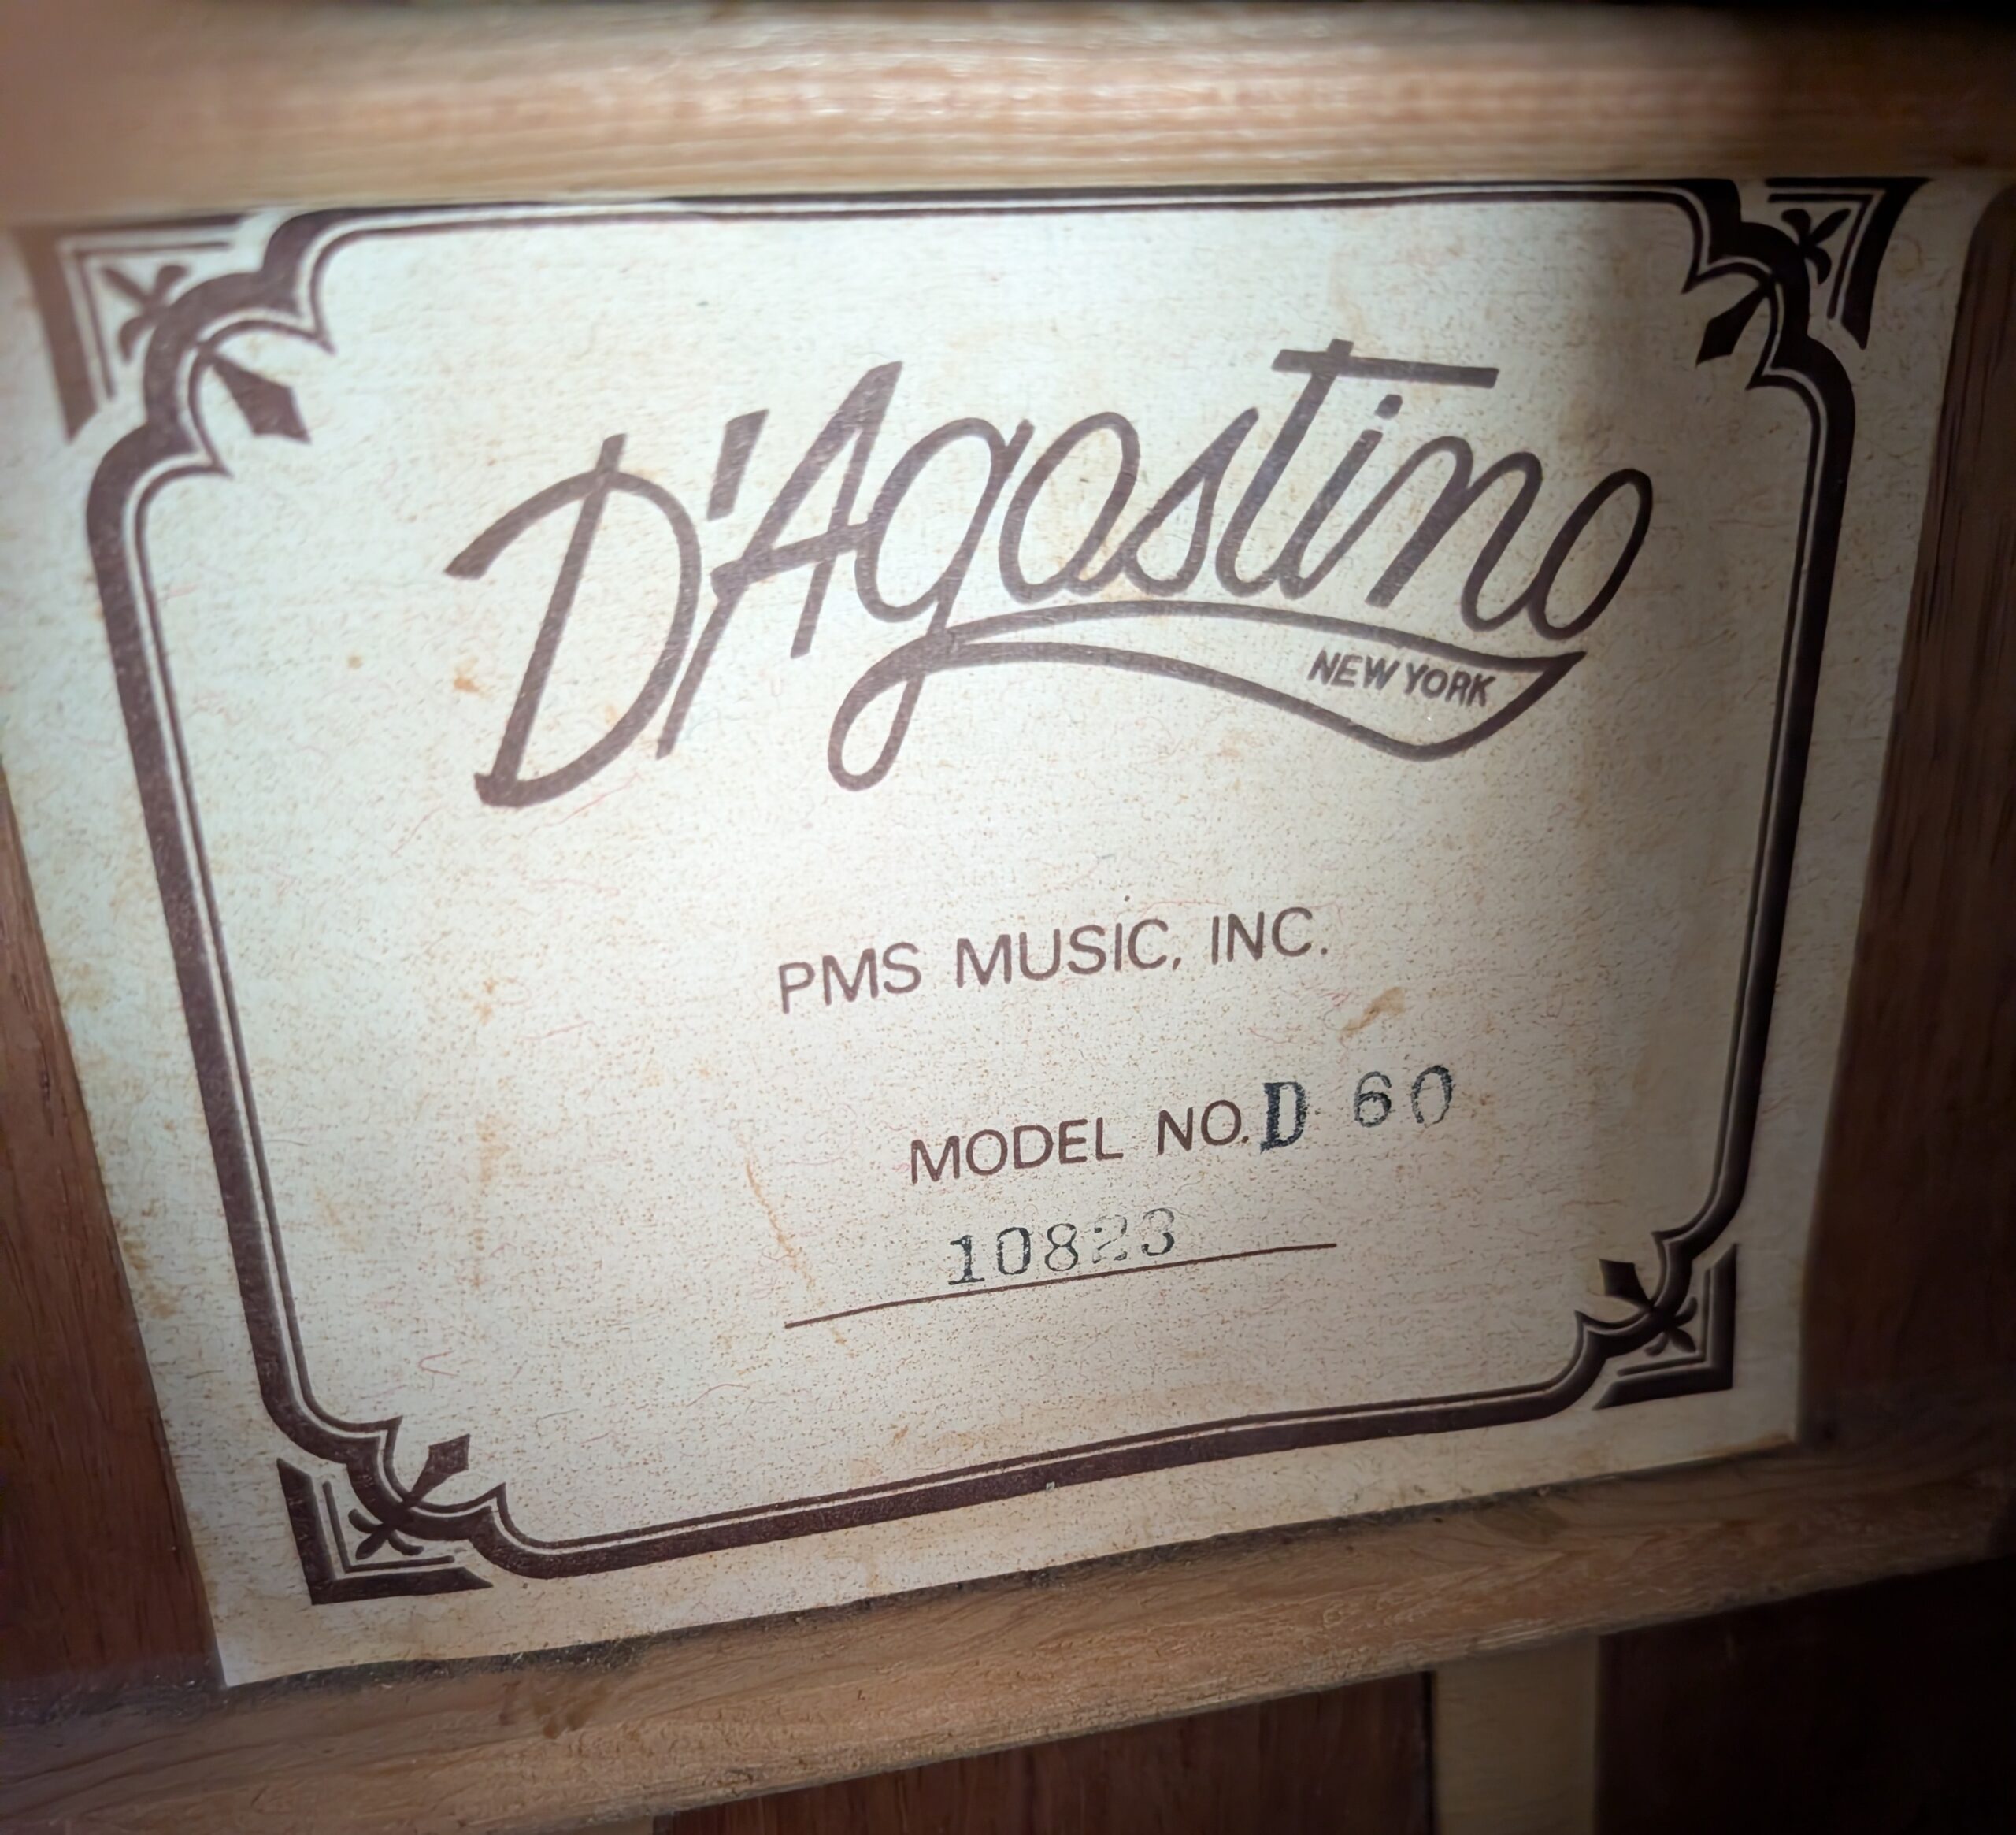 D'Agostino
NEW YORK
PMS MUSIC, INC.
MODEL NO. D 60
10823